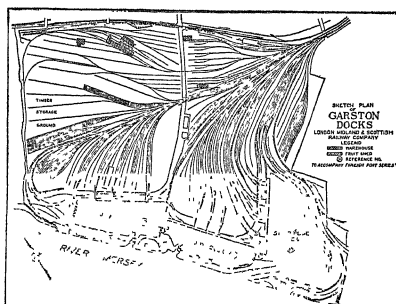 TIMBER
STORAGE
GROUND
SKETCH PLAN
OF
GARSTON
DOCKS
LONDON MIDLAND & SCOTTISH
RAILWAY COMPANY
LEGEND
WAREHOUSE
FRUIT SHED
REFERENCE NO.
TO ACCOMPANY FOREIGN PORT SERIES
RIVER MERSEY